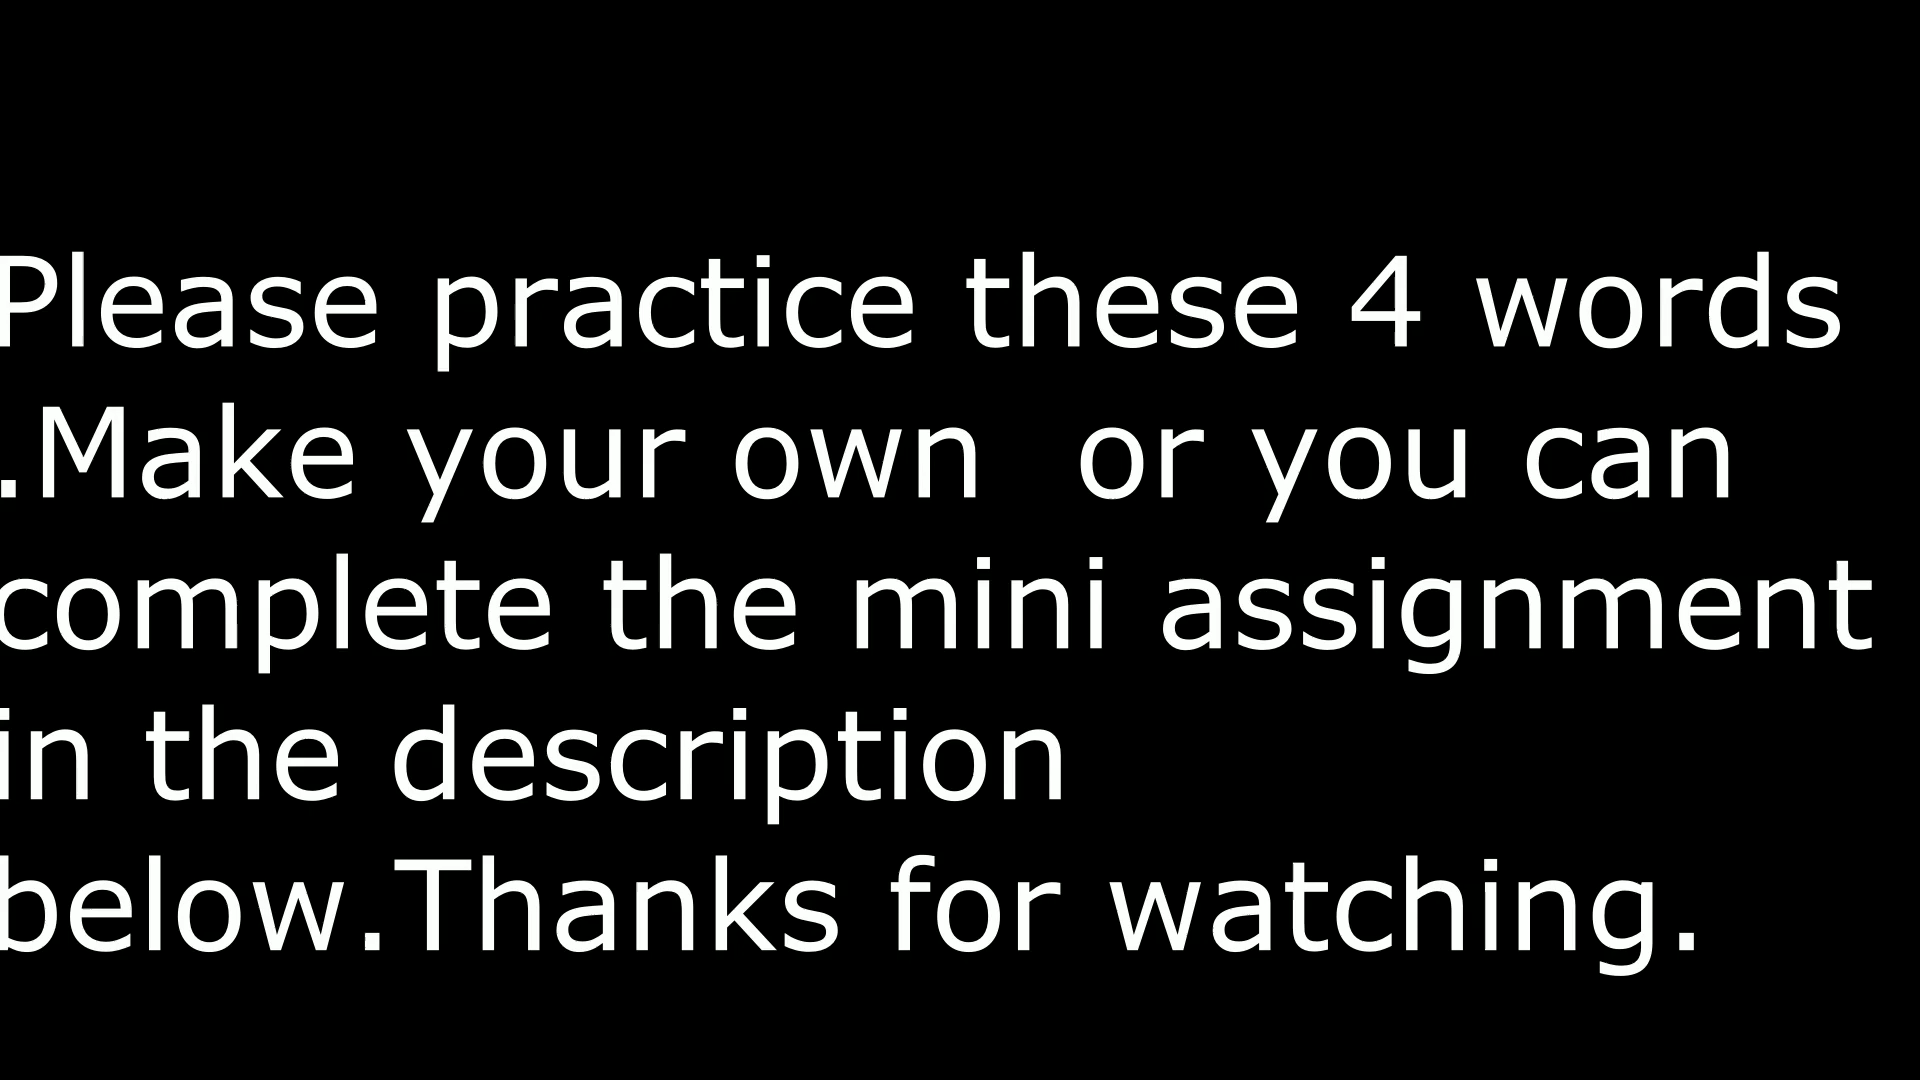 Please practice these 4 words
.Make your own  or you can
complete the mini assignment
in the description
below.Thanks for watching.